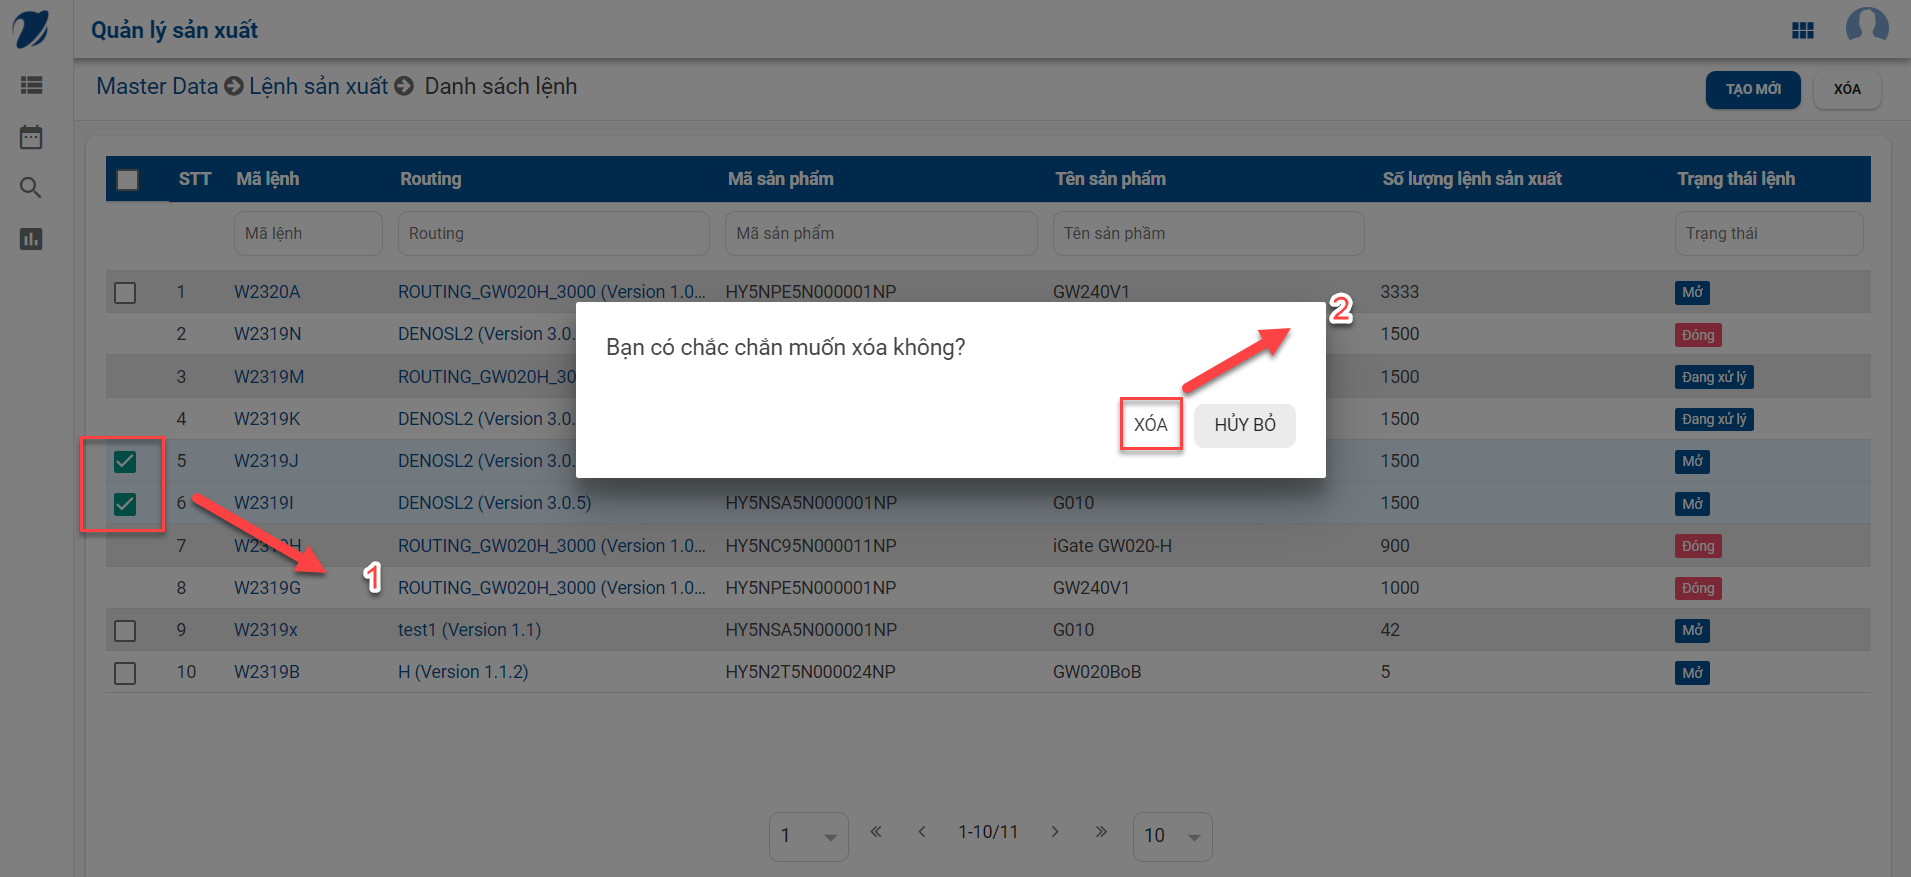 Quản lý sản xuất
Master Data Lệnh sản xuất Danh sách lệnh
TẠO MỚI XÓA
STT Mã lệnh Routing Mã sản phẩm Tên sản phẩm Số lượng lệnh sản xuất Trạng thái lệnh
Mã lệnh Routing Mã sản phẩm Tên sản phầm Trạng thái
1 W2320A ROUTING_GW020H_3000 (Version 1.0... HY5NPE5N000001NP GW240V1 3333 Mở
2 W2319N DENOSL2 (Version 3.0. 1500 Đóng
3 W2319M ROUTING_GW020H_30 1500 Đang xử lý
4 W2319K DENOSL2 (Version 3.0. 1500 Đang xử lý
5 W2319J DENOSL2 (Version 3.0. 1500 Mở
6 W2319I DENOSL2 (Version 3.0.5) HY5NSA5N000001NP G010 1500 Mở
7 W2319H ROUTING_GW020H_3000 (Version 1.0... HY5NC95N000011NP iGate GW020-H 900 Đóng
8 W2319G ROUTING_GW020H_3000 (Version 1.0... HY5NPE5N000001NP GW240V1 1000 Đóng
9 W2319x test1 (Version 1.1) HY5NSA5N000001NP G010 42 Mở
10 W2319B H (Version 1.1.2) HY5N2T5N000024NP GW020BoB 5 Mở
Bạn có chắc chắn muốn xóa không?
XÓA HỦY BỎ
1
2
1 « ‹ 1-10/11 › » 10